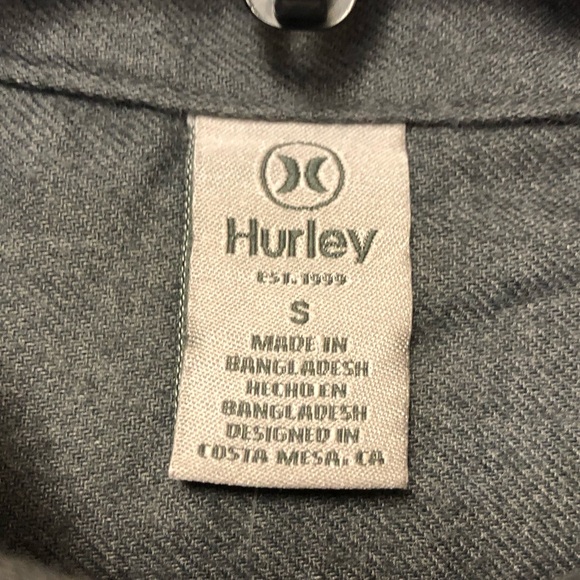 Hurley
EST. 1999
S
MADE IN
BANGLADESH
HECHO EN
BANGLADESH
DESIGNED IN
COSTA MESA, CA